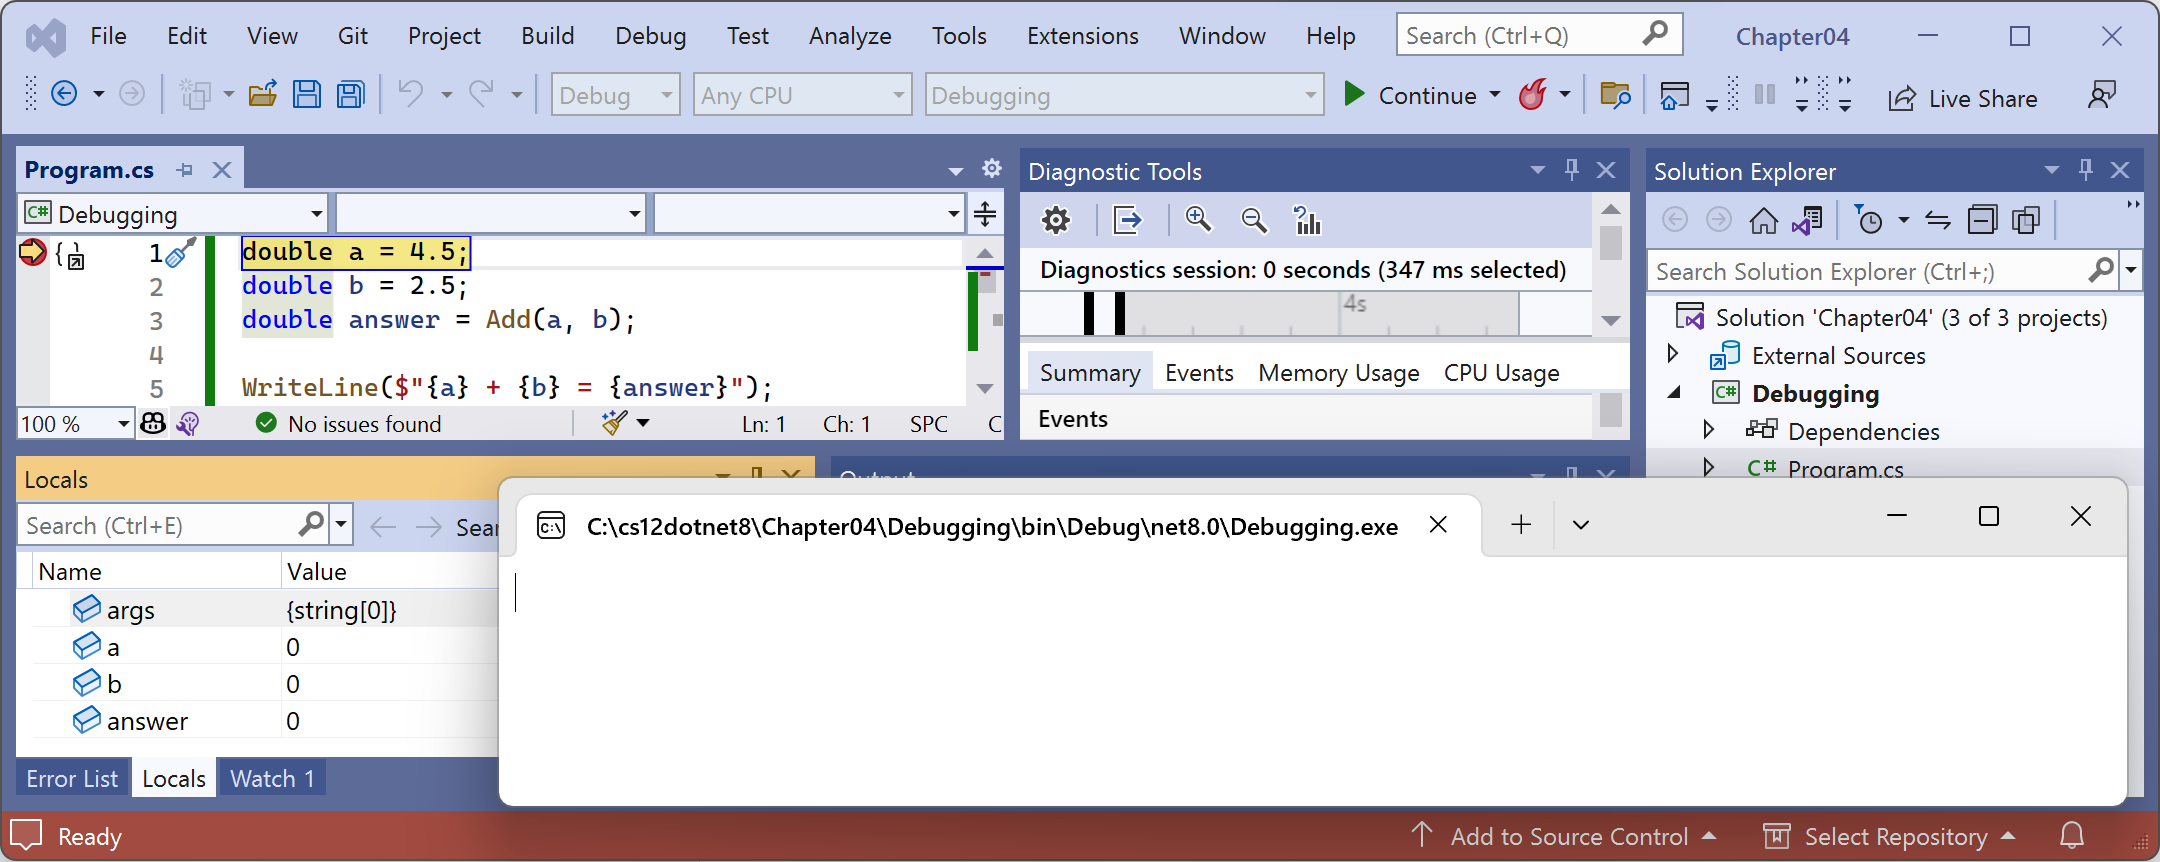 File Edit View Git Project Build Debug Test Analyze Tools Extensions Window Help Search (Ctrl+Q) Chapter04
Debug Any CPU Debugging Continue Live Share
Program.cs
Debugging
1 double a = 4.5;
2 double b = 2.5;
3 double answer = Add(a, b);
4
5 WriteLine($"{a} + {b} = {answer}");
100 % No issues found Ln: 1 Ch: 1 SPC C
Diagnostic Tools
Diagnostics session: 0 seconds (347 ms selected)
4s
Summary Events Memory Usage CPU Usage
Events
Solution Explorer
Search Solution Explorer (Ctrl+;)
Solution 'Chapter04' (3 of 3 projects)
External Sources
C# Debugging
Dependencies
C# Program.cs
Locals
Output
Search (Ctrl+E) Sear
Name Value
args {string[0]}
a 0
b 0
answer 0
Error List Locals Watch 1
C:\cs12dotnet8\Chapter04\Debugging\bin\Debug\net8.0\Debugging.exe
Ready Add to Source Control Select Repository